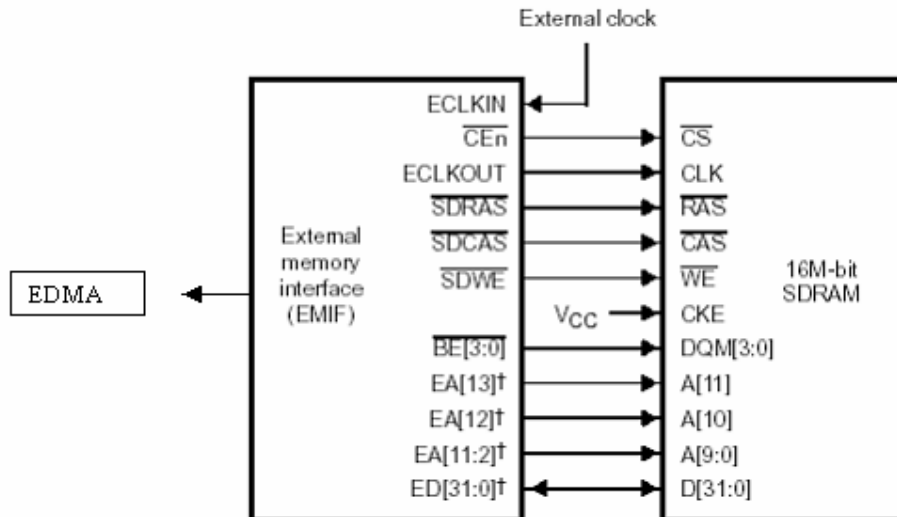 External clock
ECLKIN
CEn CS
ECLKOUT CLK
SDRAS RAS
SDCAS CAS
SDWE WE
External
memory
interface
(EMIF)
16M-bit
SDRAM
EDMA
VCC CKE
BE[3:0] DQM[3:0]
EA[13]† A[11]
EA[12]† A[10]
EA[11:2]† A[9:0]
ED[31:0]† D[31:0]